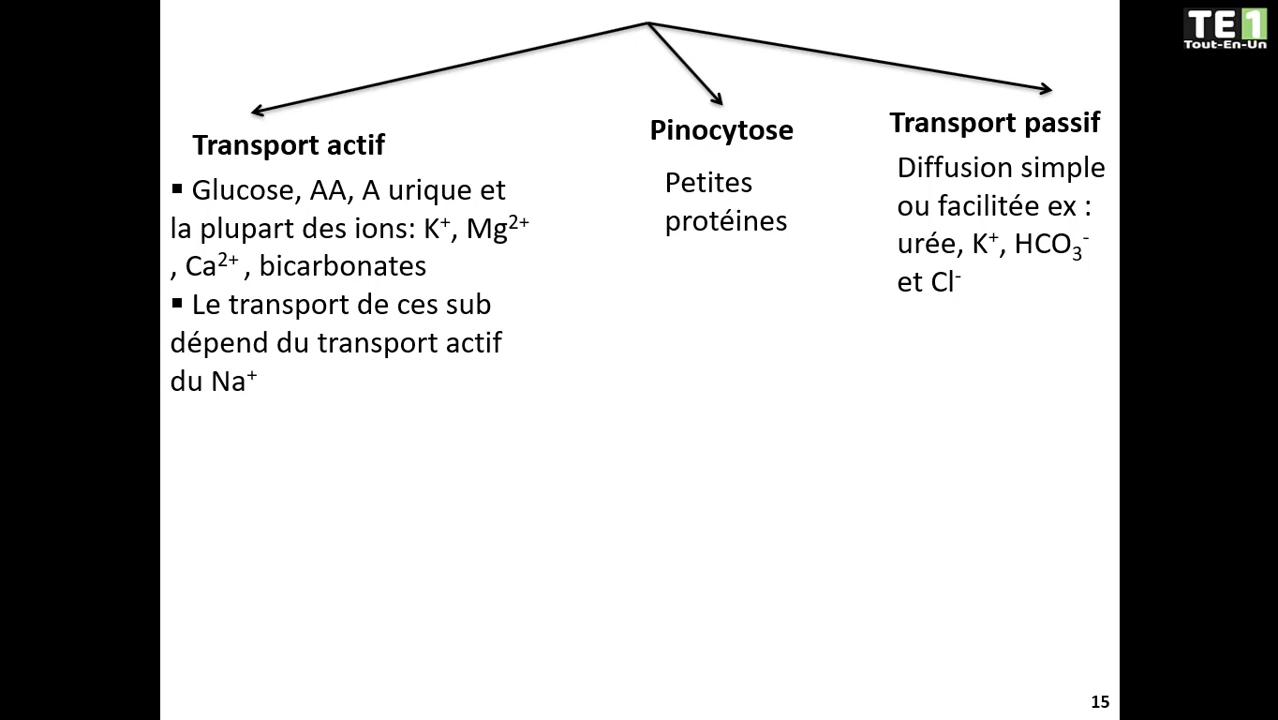 TE1
Tout-En-Un
Transport actif
▪ Glucose, AA, A urique et
la plupart des ions: K⁺, Mg²⁺
, Ca²⁺ , bicarbonates
▪ Le transport de ces sub
dépend du transport actif
du Na⁺
Pinocytose
Petites
protéines
Transport passif
Diffusion simple
ou facilitée ex :
urée, K⁺, HCO₃⁻
et Cl⁻
15